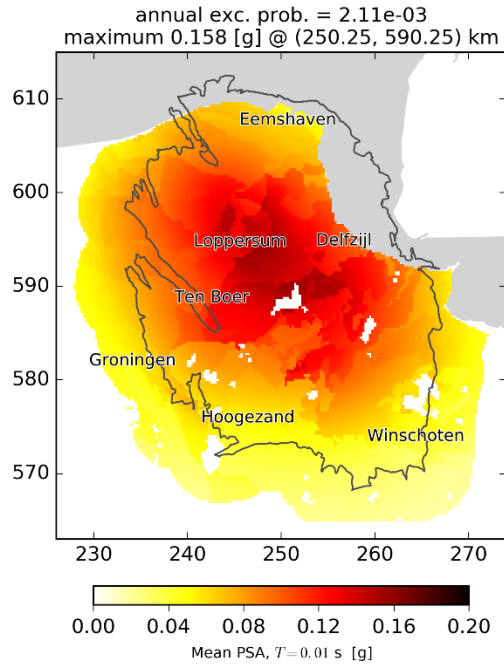 annual exc. prob. = 2.11e-03
maximum 0.158 [g] @ (250.25, 590.25) km
610
600
590
580
570
Eemshaven
Loppersum
Delfzijl
Ten Boer
Groningen
Hoogezand
Winschoten
230
240
250
260
270
0.00
0.04
0.08
0.12
0.16
0.20
Mean PSA, T=0.01 s [g]